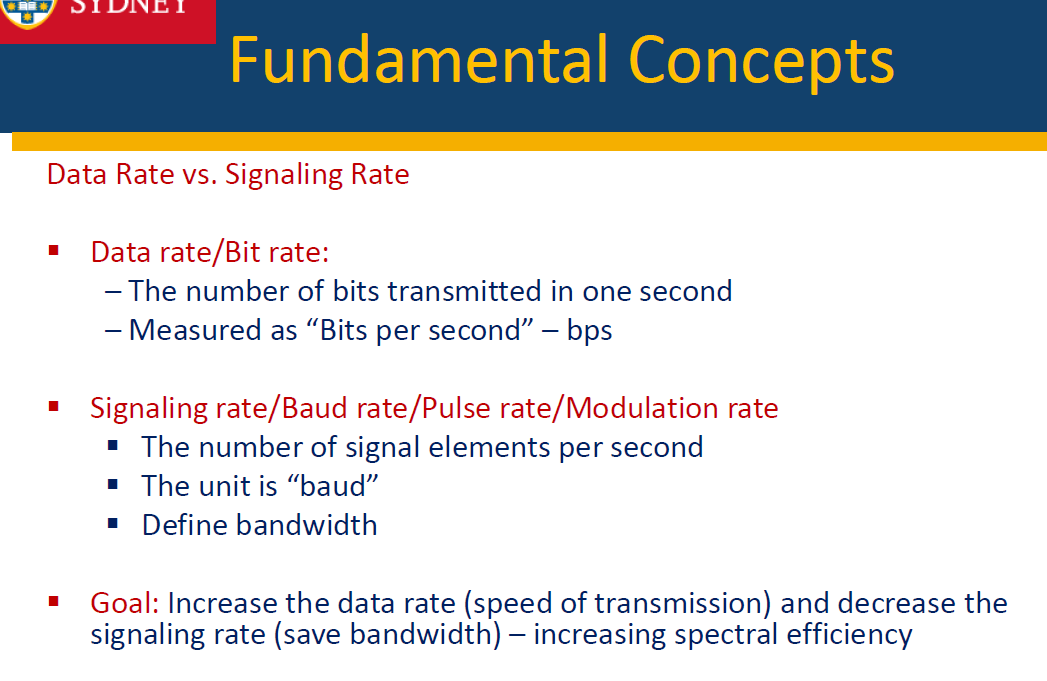 SYDNEY
Fundamental Concepts
Data Rate vs. Signaling Rate
▪ Data rate/Bit rate:
– The number of bits transmitted in one second
– Measured as “Bits per second” – bps
▪ Signaling rate/Baud rate/Pulse rate/Modulation rate
▪ The number of signal elements per second
▪ The unit is “baud”
▪ Define bandwidth
▪ Goal: Increase the data rate (speed of transmission) and decrease the
signaling rate (save bandwidth) – increasing spectral efficiency